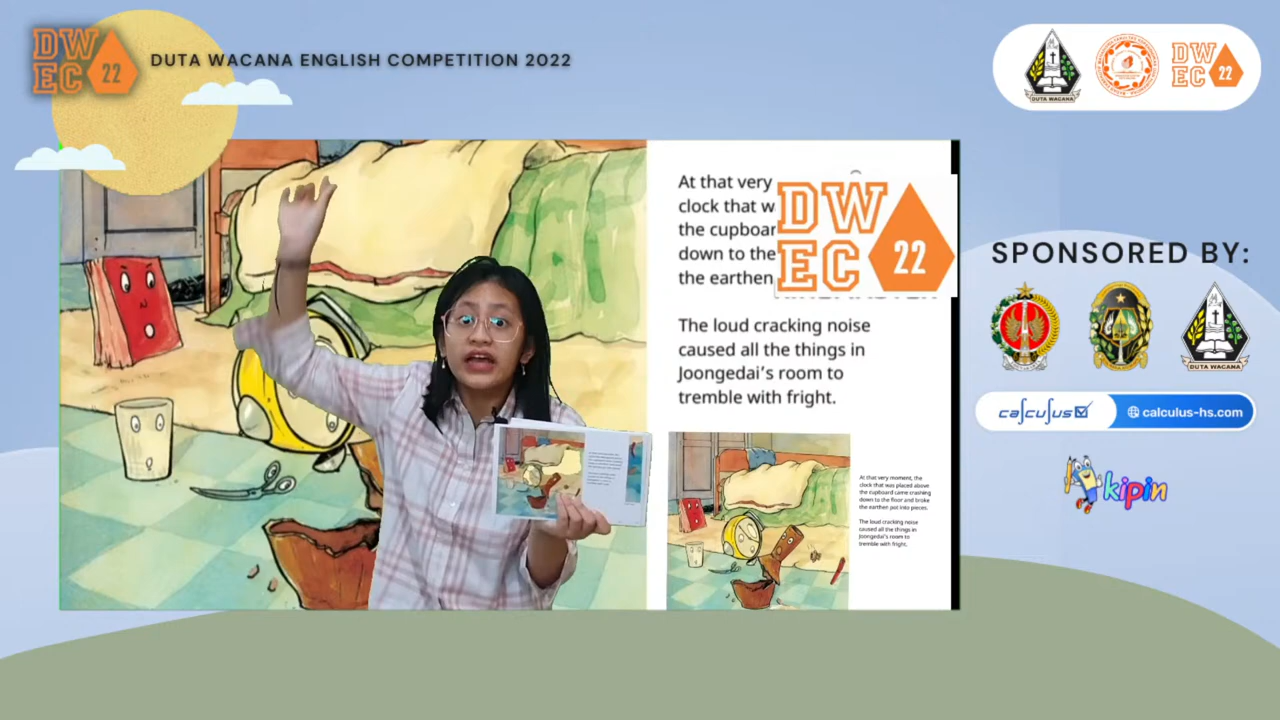 DW
EC 22
DUTA WACANA ENGLISH COMPETITION 2022
DUTA WACANA
DW
EC 22
At that very
clock that w
the cupboar
down to the
the earthen
DW
EC 22
The loud cracking noise
caused all the things in
Joongedai's room to
tremble with fright.
At that very moment, the
clock that was placed above
the cupboard came crashing
down to the floor and broke
the earthen pot into pieces.
The loud cracking noise
caused all the things in
Joongedai's room to
tremble with fright.
SPONSORED BY:
DUTA WACANA
calculus
calculus-hs.com
kipin